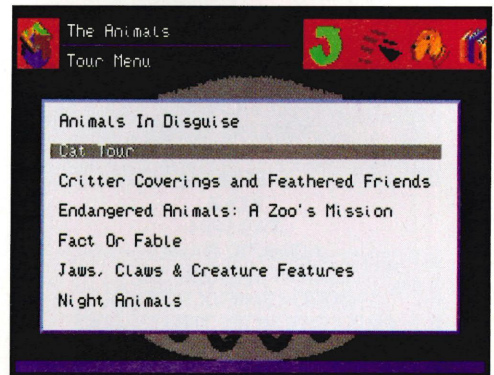 The Animals
Tour Menu
Animals In Disguise
Cat Tour
Critter Coverings and Feathered Friends
Endangered Animals: A Zoo's Mission
Fact Or Fable
Jaws, Claws & Creature Features
Night Animals